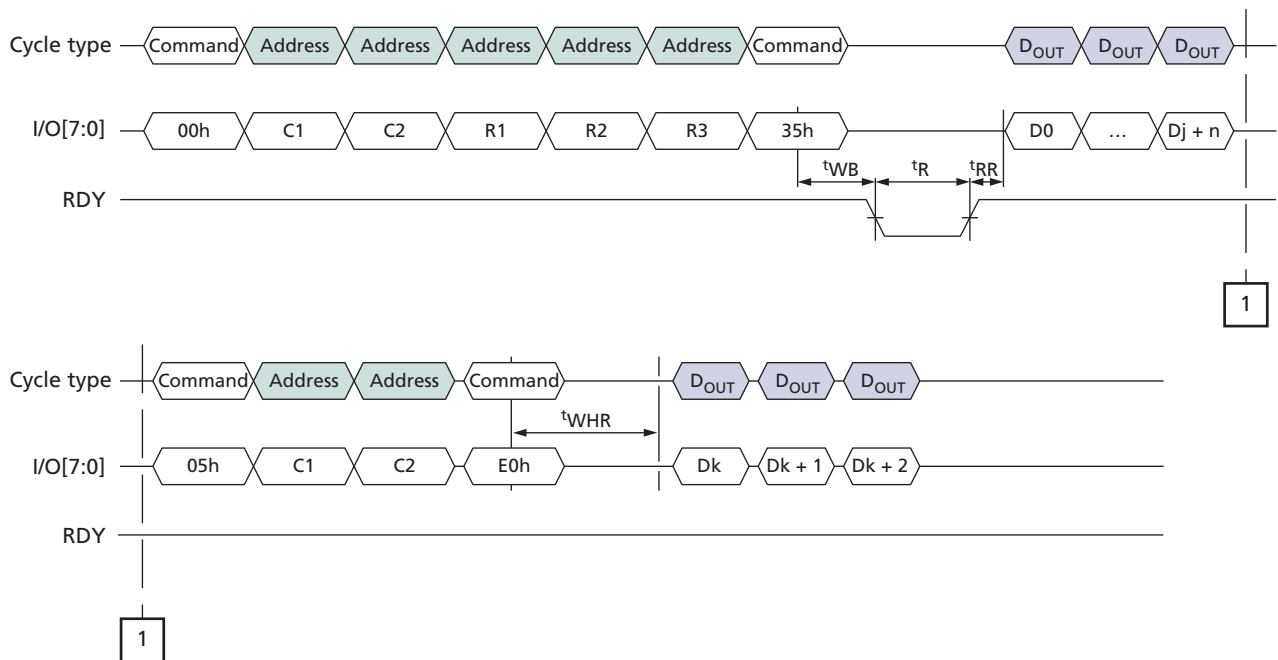 Cycle type Command Address Address Address Address Address Command DOUT DOUT DOUT
I/O[7:0] 00h C1 C2 R1 R2 R3 35h D0 … Dj + n
tWB tR tRR
RDY
1
Cycle type Command Address Address Command DOUT DOUT DOUT
tWHR
I/O[7:0] 05h C1 C2 E0h Dk Dk + 1 Dk + 2
RDY
1